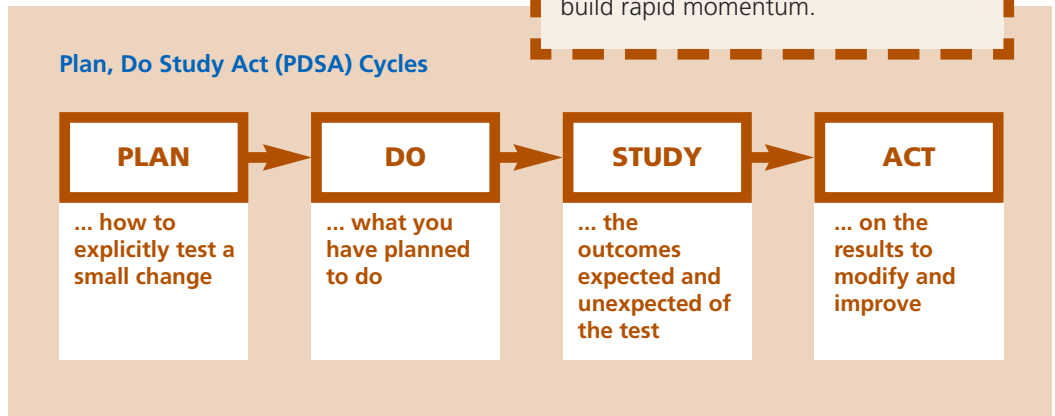 build rapid momentum.
Plan, Do Study Act (PDSA) Cycles
PLAN
... how to
explicitly test a
small change
DO
... what you
have planned
to do
STUDY
... the
outcomes
expected and
unexpected of
the test
ACT
... on the
results to
modify and
improve